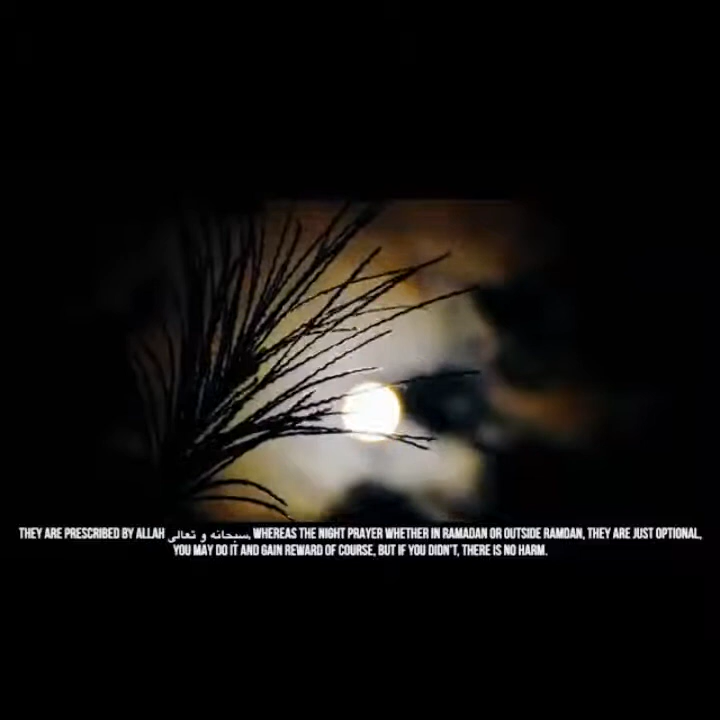 THEY ARE PRESCRIBED BY ALLAH سبحانه و تعالى, WHEREAS THE NIGHT PRAYER WHETHER IN RAMADAN OR OUTSIDE RAMDAN, THEY ARE JUST OPTIONAL,
YOU MAY DO IT AND GAIN REWARD OF COURSE, BUT IF YOU DIDN'T, THERE IS NO HARM.